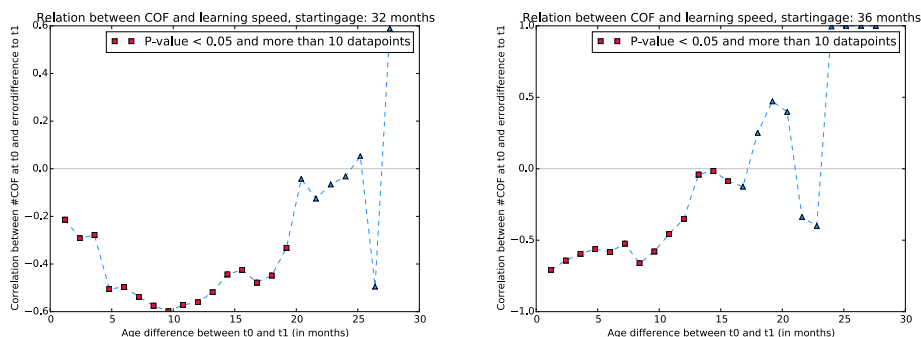 Relation between COF and learning speed, startingage: 32 months
P-value < 0.05 and more than 10 datapoints
Correlation between #COF at t0 and errordifference to t1
0.6
0.4
0.2
0.0
−0.2
−0.4
−0.6
0 5 10 15 20 25 30
Age difference between t0 and t1 (in months)
Relation between COF and learning speed, startingage: 36 months
P-value < 0.05 and more than 10 datapoints
Correlation between #COF at t0 and errordifference to t1
1.0
0.5
0.0
−0.5
−1.0
0 5 10 15 20 25 30
Age difference between t0 and t1 (in months)